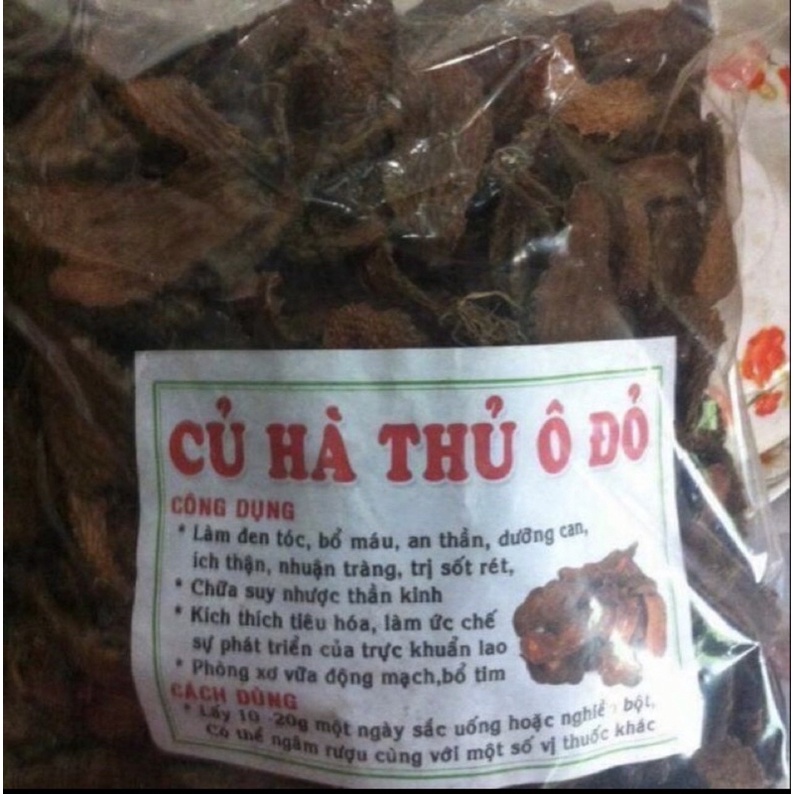 CỦ HÀ THỦ Ô ĐỎ
CÔNG DỤNG
* Làm đen tóc, bổ máu, an thần, dưỡng can,
ích thận, nhuận tràng, trị sốt rét,
* Chữa suy nhược thần kinh
* Kích thích tiêu hóa, làm ức chế
sự phát triển của trực khuẩn lao
* Phòng xơ vữa động mạch,bổ tim
CÁCH DÙNG
* Lấy 10 -20g một ngày sắc uống hoặc nghiền bột,
Có thể ngâm rượu cùng với một số vị thuốc khác